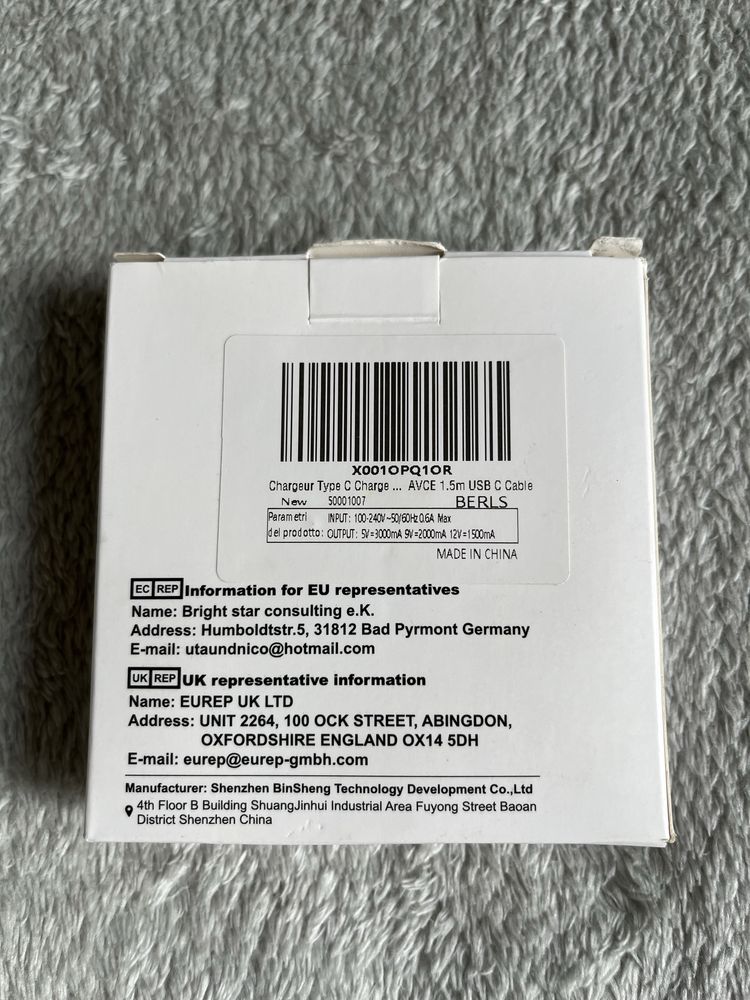 X001OPQ1OR
Chargeur Type C Charge ... AVCE 1.5m USB C Cable
New 50001007 BERLS
Parametri INPUT: 100-240V~50/60Hz 0.6A Max
del prodotto: OUTPUT: 5V=3000mA 9V=2000mA 12V=1500mA
MADE IN CHINA
EC REP Information for EU representatives
Name: Bright star consulting e.K.
Address: Humboldtstr.5, 31812 Bad Pyrmont Germany
E-mail: utaundnico@hotmail.com
UK REP UK representative information
Name: EUREP UK LTD
Address: UNIT 2264, 100 OCK STREET, ABINGDON,
OXFORDSHIRE ENGLAND OX14 5DH
E-mail: eurep@eurep-gmbh.com
Manufacturer: Shenzhen BinSheng Technology Development Co.,Ltd
4th Floor B Building ShuangJinhui Industrial Area Fuyong Street Baoan
District Shenzhen China